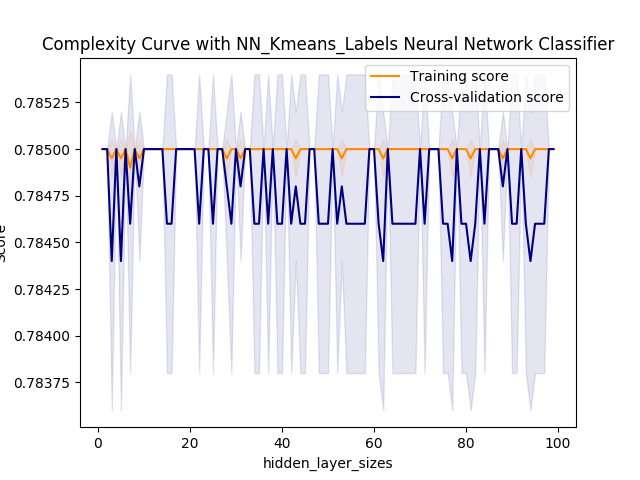 Complexity Curve with NN_Kmeans_Labels Neural Network Classifier
Training score
Cross-validation score
0.78525
0.78500
0.78475
0.78450
0.78425
0.78400
0.78375
Score
0 20 40 60 80 100
hidden_layer_sizes